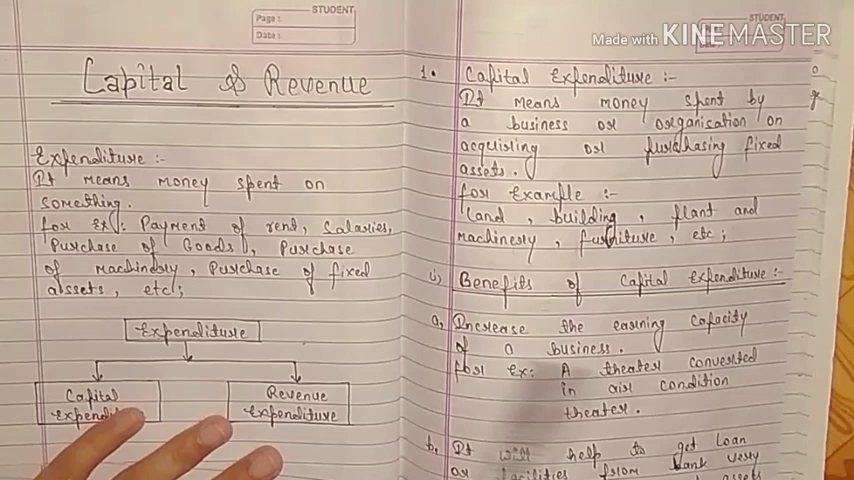 STUDENT
Page :
Date :
Capital & Revenue
Expenditure :-
It means money spent on
something.
for Ex: Payment of rent, Salaries,
Purchase of Goods, Purchase
of machinery, Purchase of fixed
assets, etc;
Expenditure
Capital
Revenue
expenditure
STUDENT
Made with KINEMASTER
1. Capital Expenditure :-
It means money spent by
a business or organisation on
acquiring or purchasing fixed
assets.
for Example :-
Land, building, plant and
machinery, furniture, etc;
i) Benefits of Capital Expenditure :-
a, Increase the earning capacity
of a business.
for Ex: A theater converted
in air condition
theater.
b, It will help to get loan
or facilities from bank very
assets